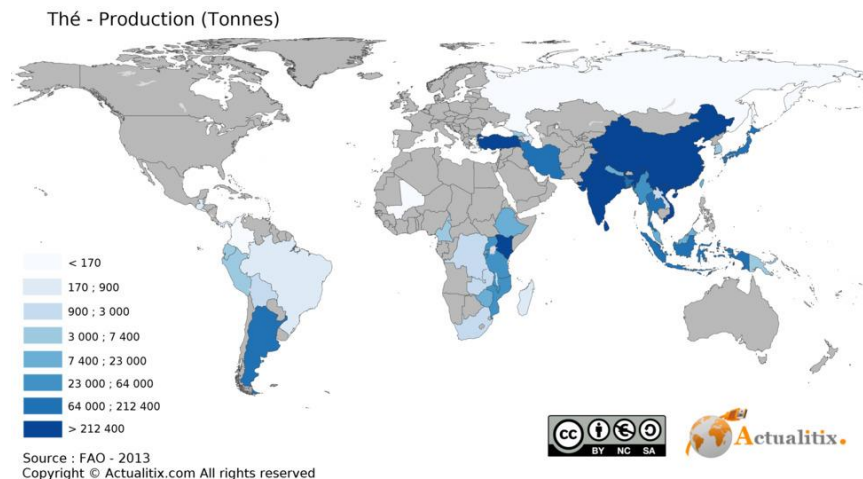 Thé - Production (Tonnes)
< 170
170 ; 900
900 ; 3 000
3 000 ; 7 400
7 400 ; 23 000
23 000 ; 64 000
64 000 ; 212 400
> 212 400
Source : FAO - 2013
Copyright © Actualitix.com All rights reserved
cc
BY NC SA
Actualitix.